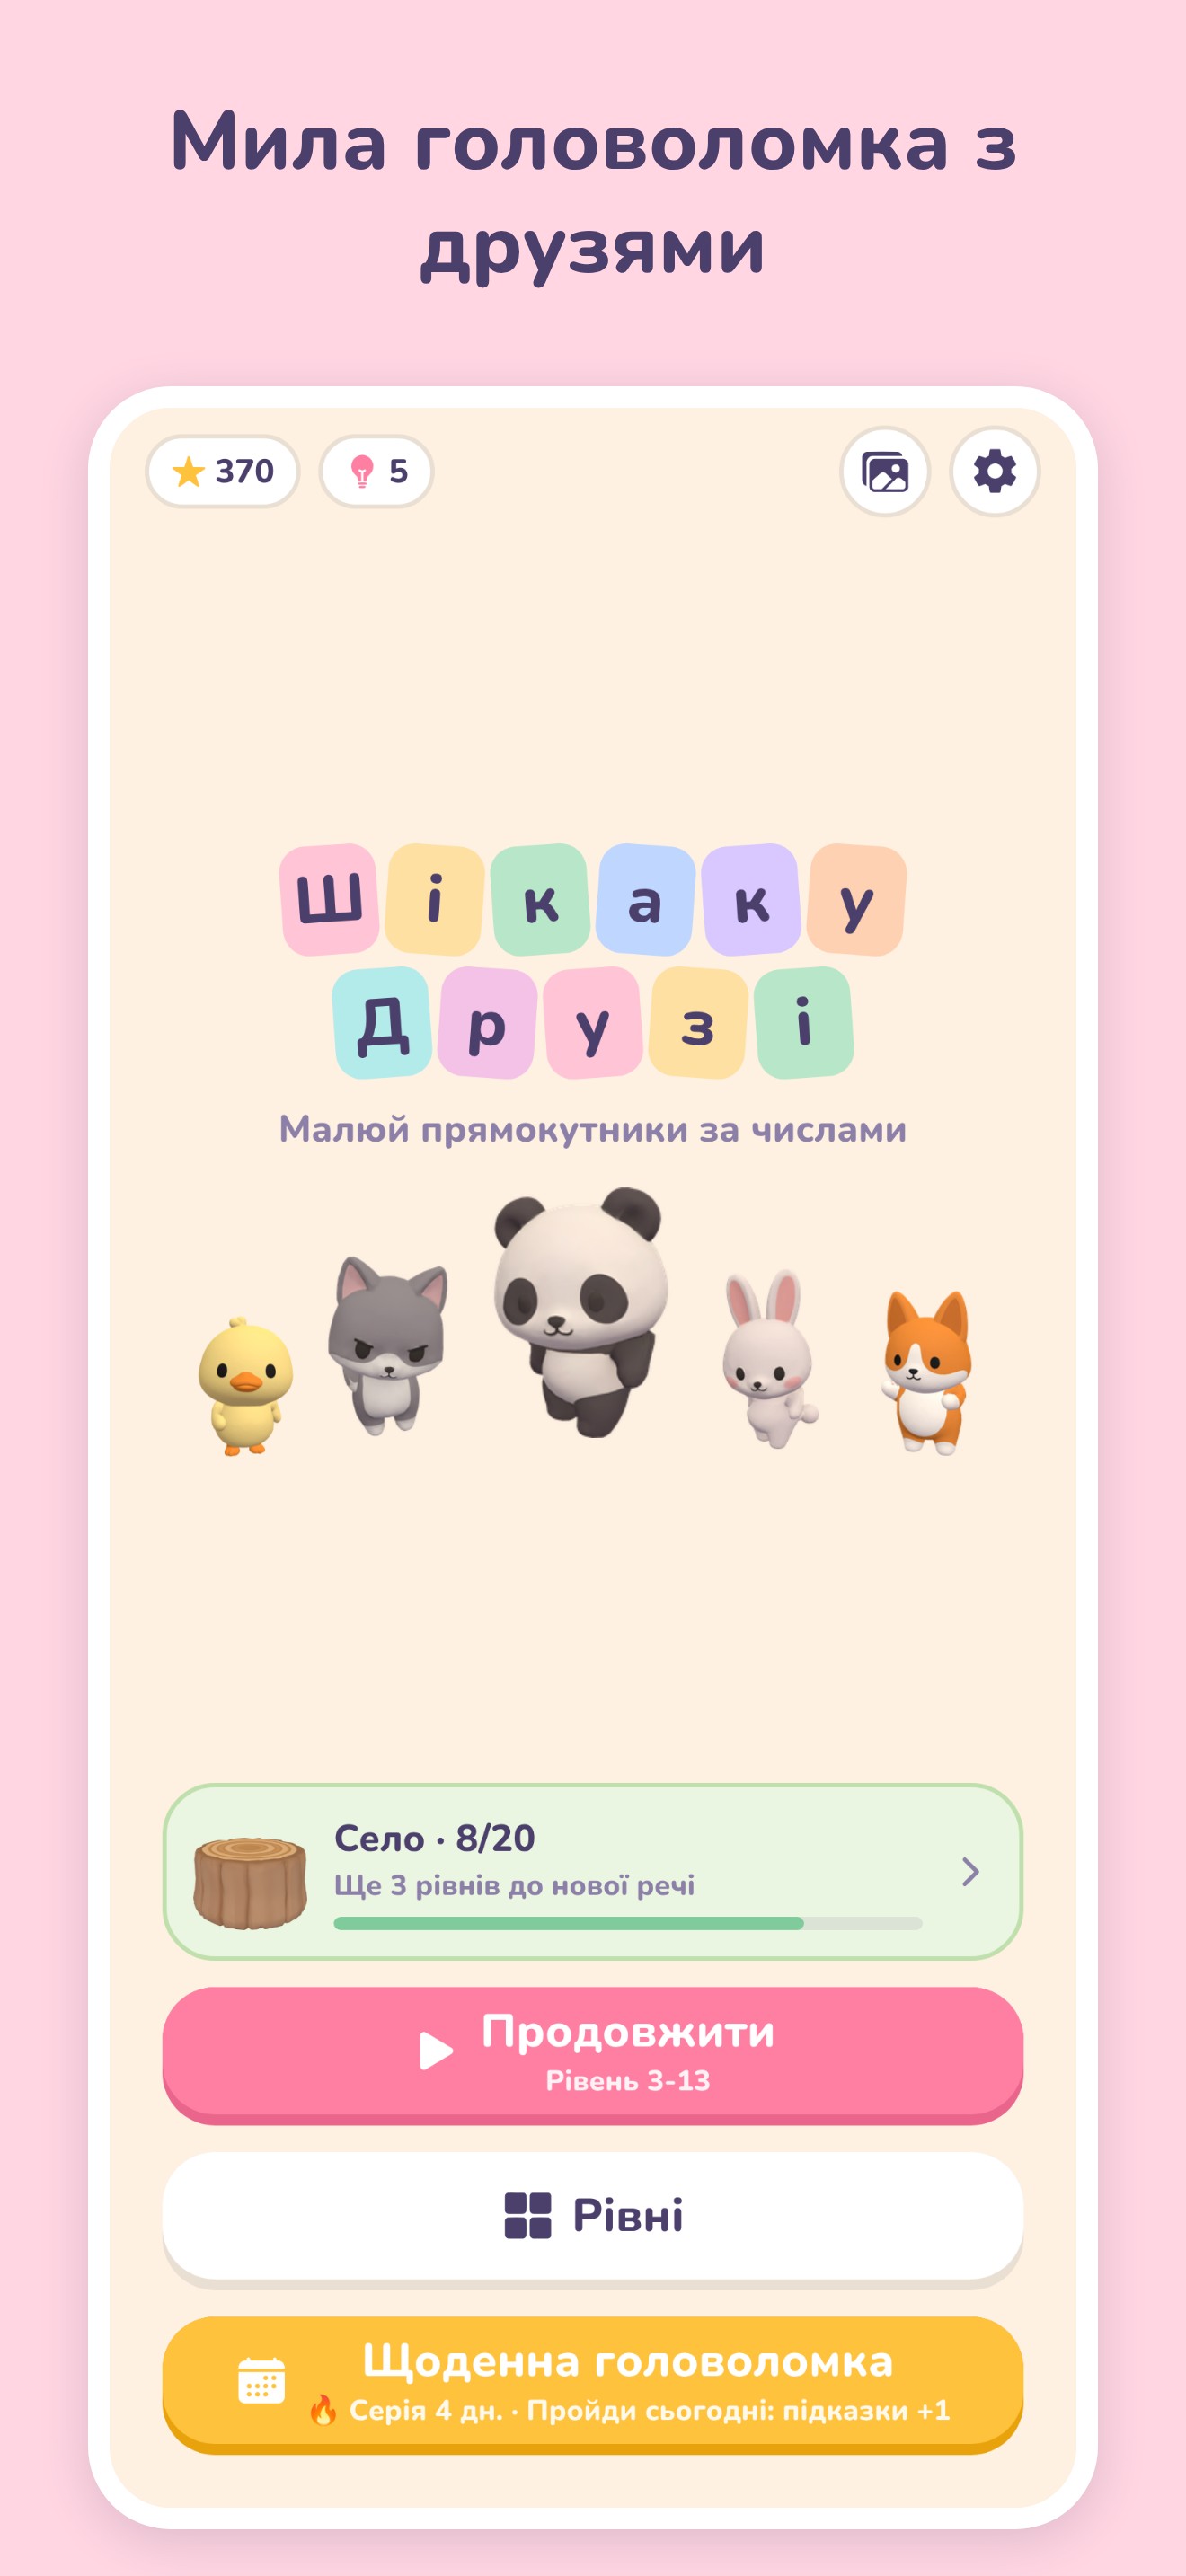 Мила головоломка з
друзями
370
5
Шікаку
Друзі
Малюй прямокутники за числами
Село · 8/20
Ще 3 рівнів до нової речі
Продовжити
Рівень 3-13
Рівні
Щоденна головоломка
🔥 Серія 4 дн. · Пройди сьогодні: підказки +1